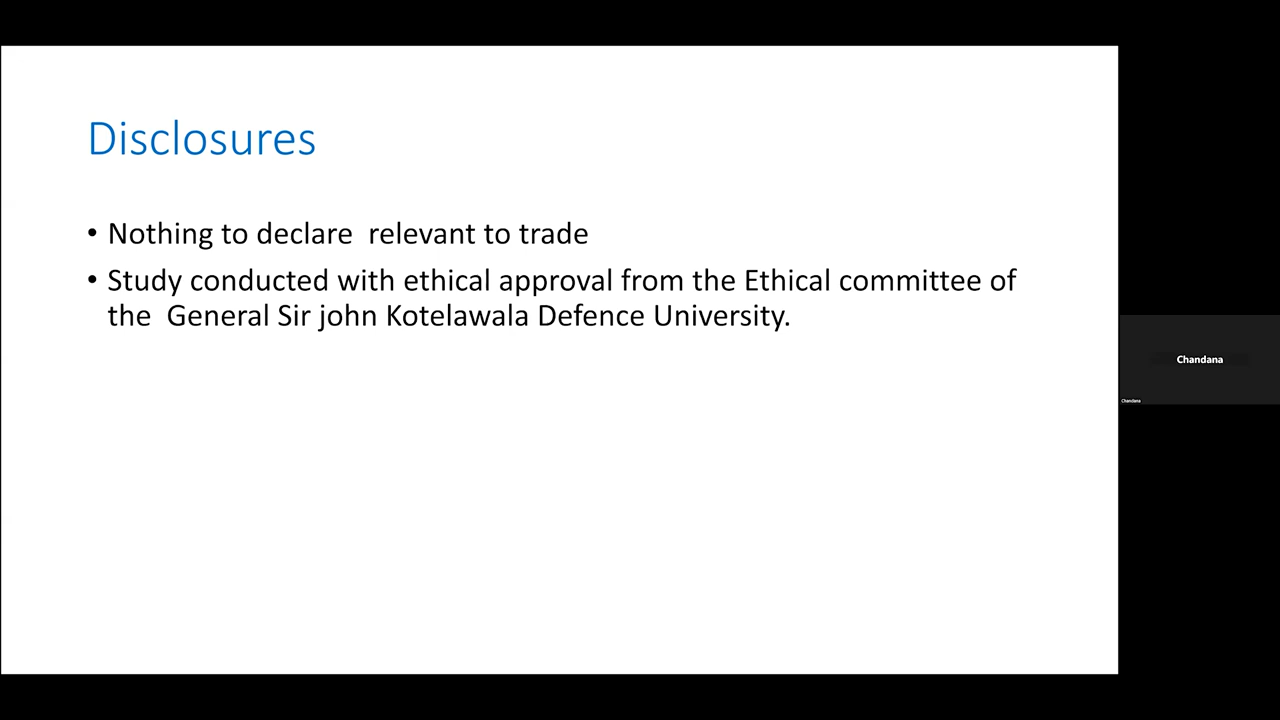 Disclosures
• Nothing to declare  relevant to trade
• Study conducted with ethical approval from the Ethical committee of
the  General Sir john Kotelawala Defence University.
Chandana
Chandana